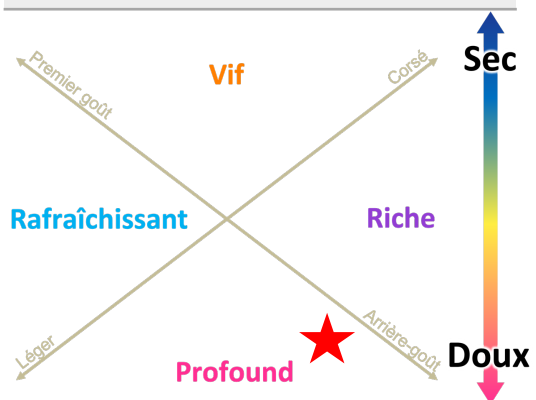 Sec
Vif
Premier goût
Corsé
Rafraîchissant
Riche
Léger
Arrière-goût
Doux
Profound